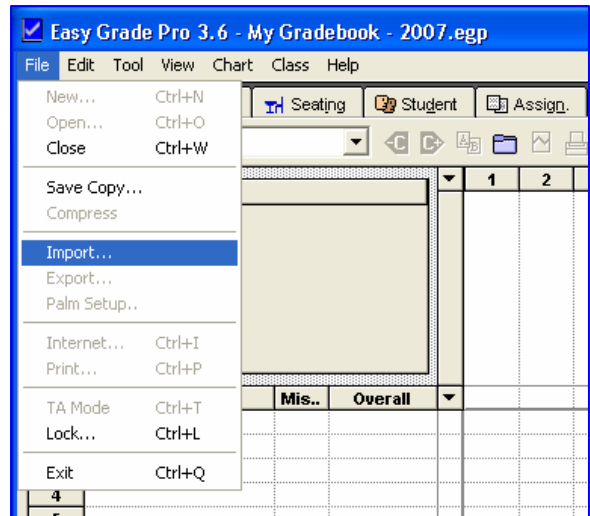 Easy Grade Pro 3.6 - My Gradebook - 2007.egp
File Edit Tool View Chart Class Help
Seating Student Assign.
New... Ctrl+N
Open... Ctrl+O
Close Ctrl+W
Save Copy...
Compress
Import...
Export...
Palm Setup..
Internet... Ctrl+I
Print... Ctrl+P
TA Mode Ctrl+T
Lock... Ctrl+L
Exit Ctrl+Q
1 2
Mis.. Overall
4